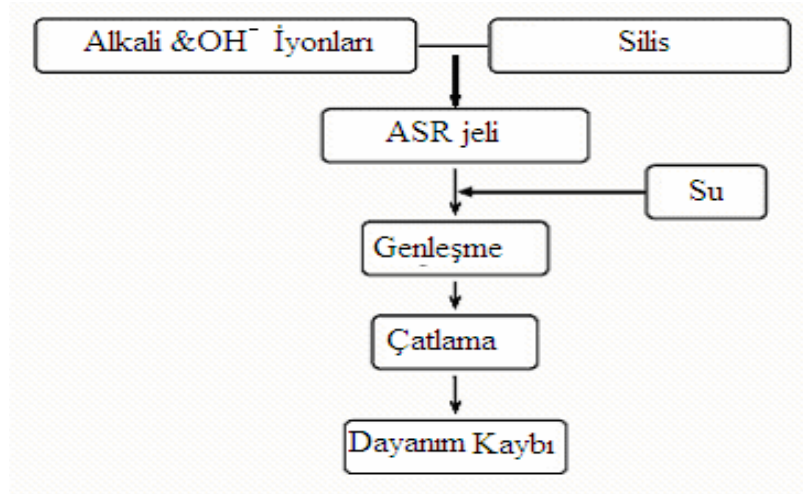 Alkali &OH⁻ İyonları
Silis
ASR jeli
Su
Genleşme
Çatlama
Dayanım Kaybı